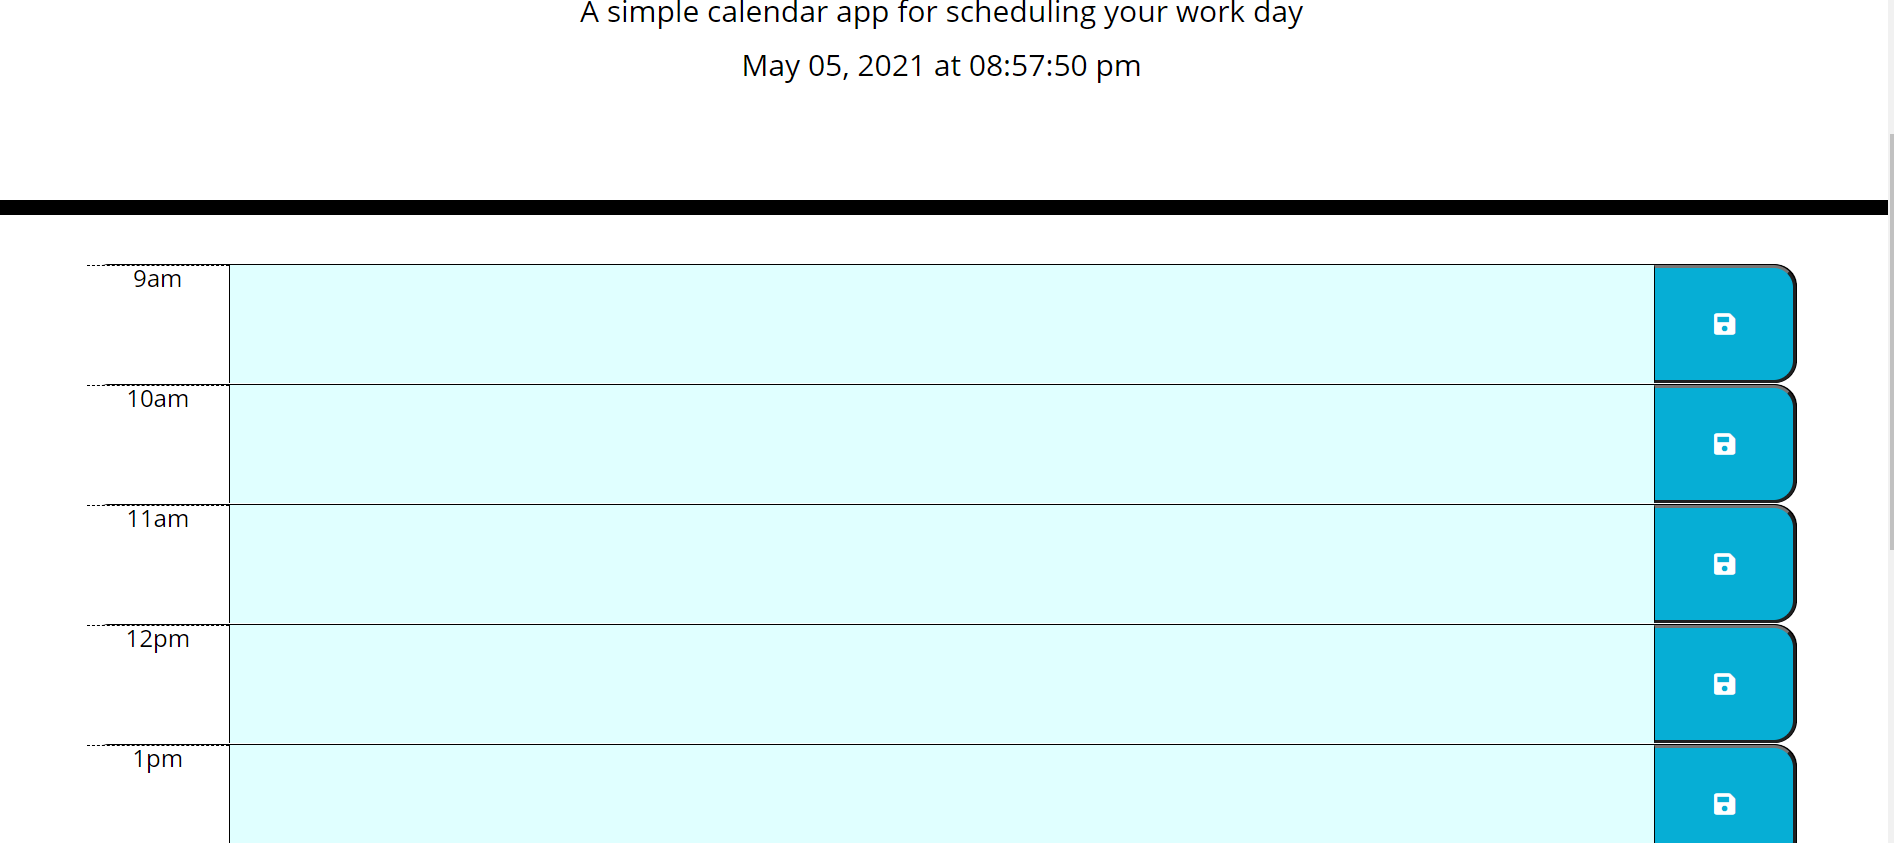 A simple calendar app for scheduling your work day
May 05, 2021 at 08:57:50 pm
9am
10am
11am
12pm
1pm